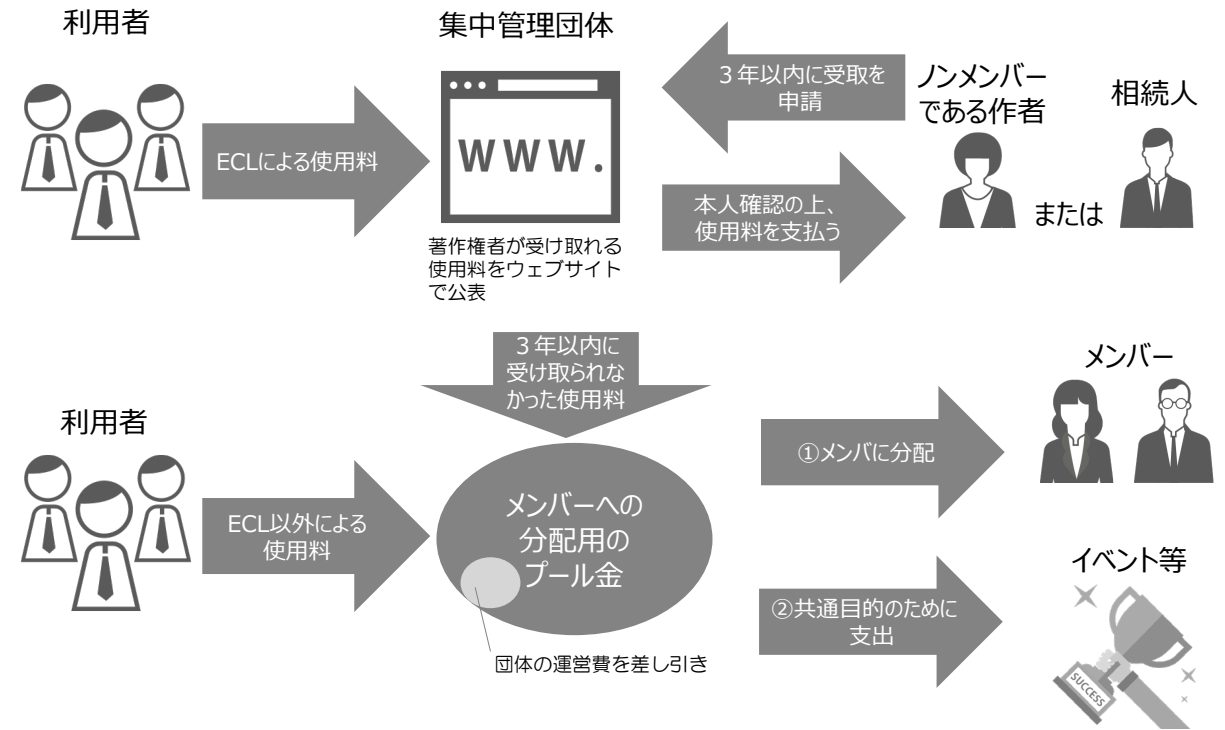 利用者
集中管理団体
ECLによる使用料
www.
著作権者が受け取れる
使用料をウェブサイト
で公表
３年以内に受取を
申請
ノンメンバー
である作者
相続人
または
本人確認の上、
使用料を支払う
３年以内に
受け取られな
かった使用料
利用者
ECL以外による
使用料
メンバーへの
分配用の
プール金
団体の運営費を差し引き
①メンバに分配
メンバー
②共通目的のために
支出
イベント等
SUCCESS